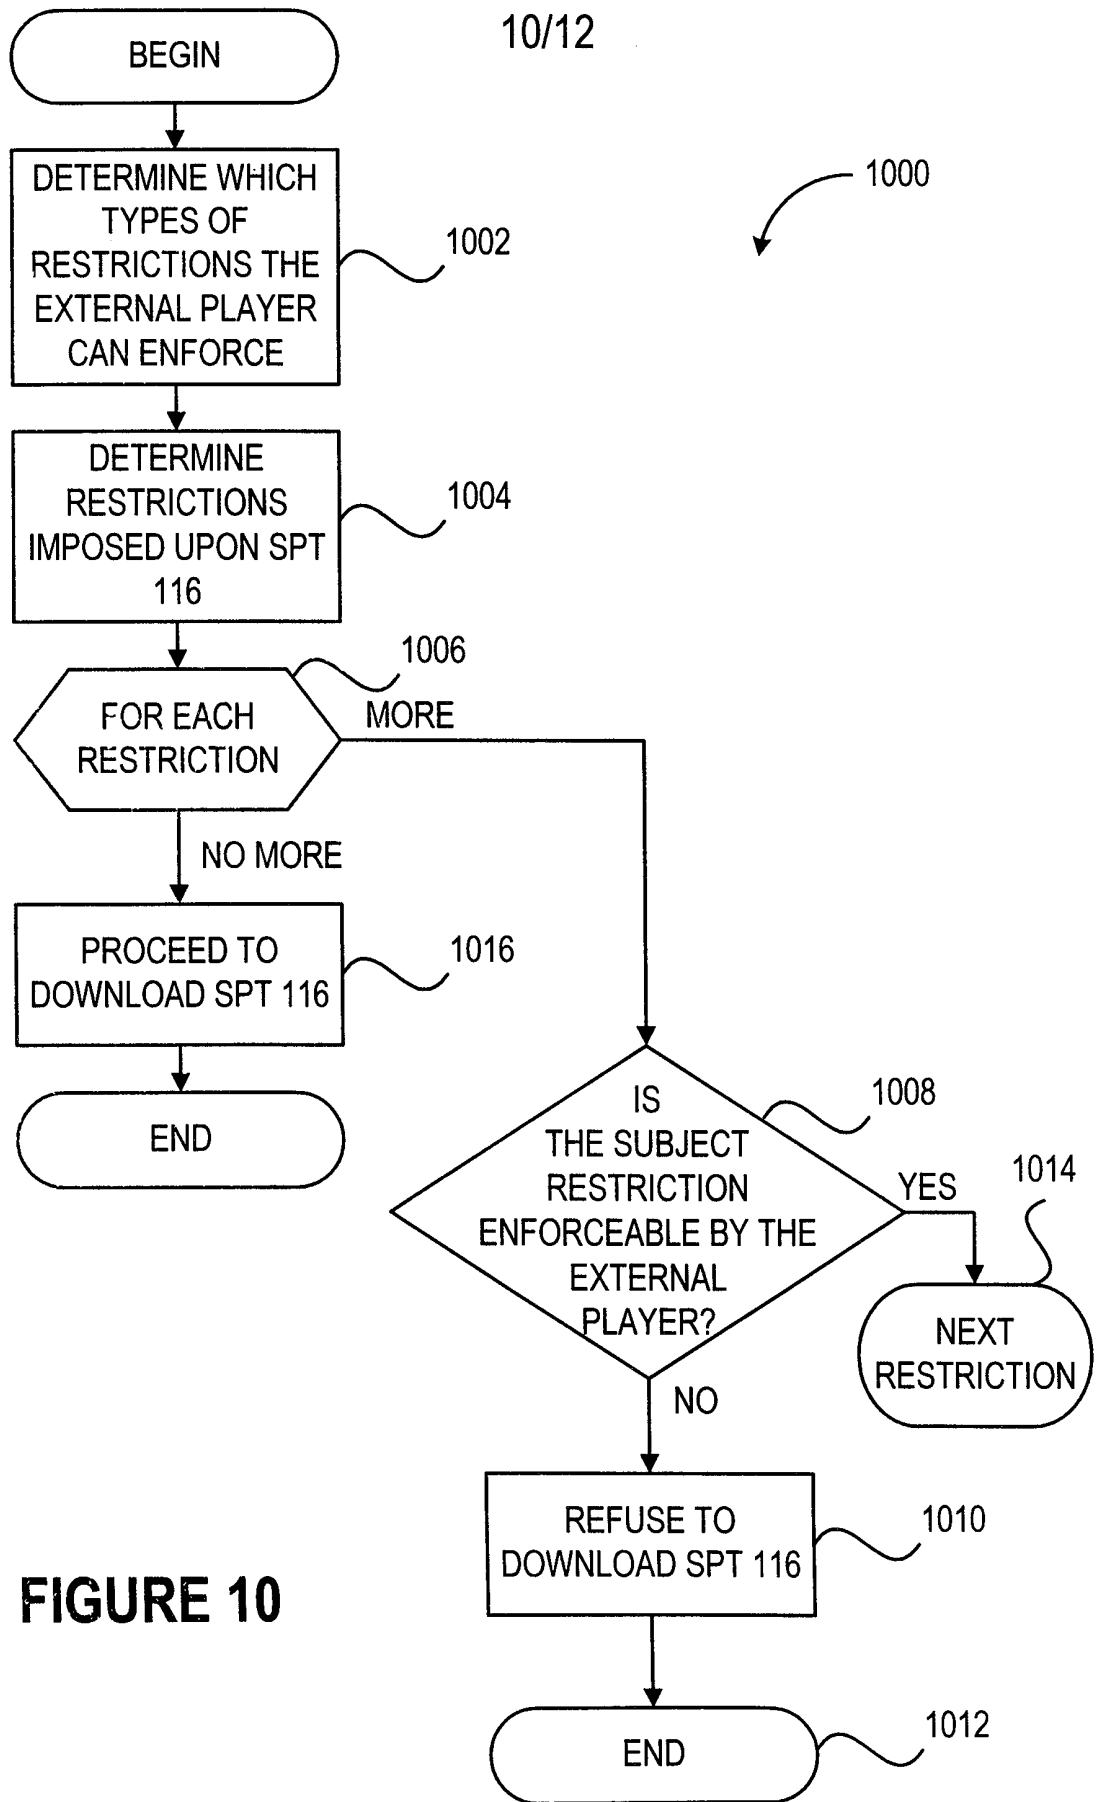 10/12
BEGIN
1000
DETERMINE WHICH
TYPES OF
RESTRICTIONS THE
EXTERNAL PLAYER
CAN ENFORCE
1002
DETERMINE
RESTRICTIONS
IMPOSED UPON SPT
116
1004
1006
FOR EACH
RESTRICTION
MORE
NO MORE
PROCEED TO
DOWNLOAD SPT 116
1016
END
IS
THE SUBJECT
RESTRICTION
ENFORCEABLE BY THE
EXTERNAL
PLAYER?
1008
YES
1014
NEXT
RESTRICTION
NO
REFUSE TO
DOWNLOAD SPT 116
1010
FIGURE 10
END
1012